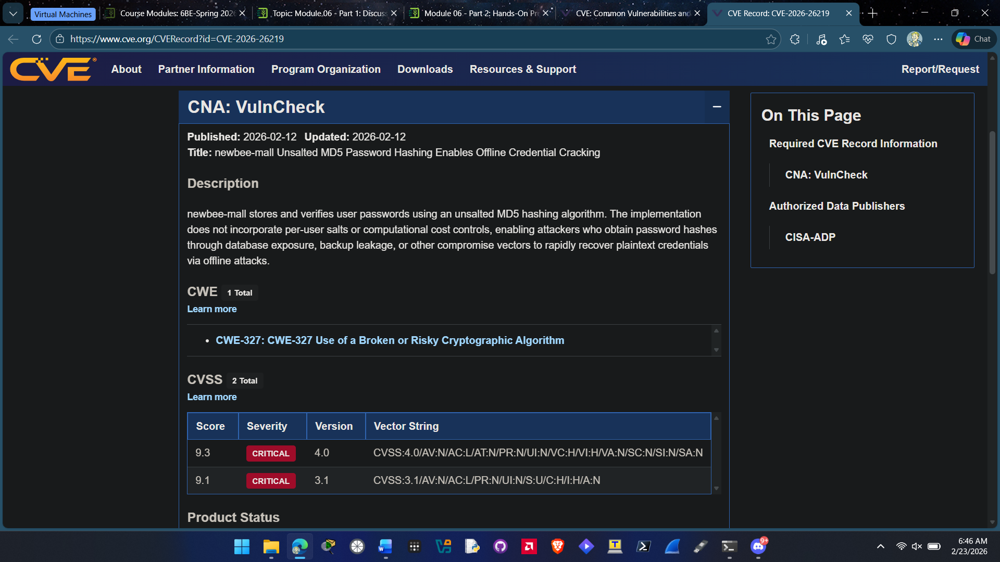 Virtual Machines
Course Modules: 6BE-Spring 2026
Topic: Module 06 - Part 1: Discuss
Module 06 - Part 2: Hands-On Pro
CVE: Common Vulnerabilities and
CVE Record: CVE-2026-26219
https://www.cve.org/CVERecord?id=CVE-2026-26219
Chat
CVE®
About
Partner Information
Program Organization
Downloads
Resources & Support
Report/Request
CNA: VulnCheck
Published: 2026-02-12 Updated: 2026-02-12
Title: newbee-mall Unsalted MD5 Password Hashing Enables Offline Credential Cracking
Description
newbee-mall stores and verifies user passwords using an unsalted MD5 hashing algorithm. The implementation
does not incorporate per-user salts or computational cost controls, enabling attackers who obtain password hashes
through database exposure, backup leakage, or other compromise vectors to rapidly recover plaintext credentials
via offline attacks.
CWE 1 Total
Learn more
• CWE-327: CWE-327 Use of a Broken or Risky Cryptographic Algorithm
CVSS 2 Total
Learn more
Score Severity Version Vector String
9.3 CRITICAL 4.0 CVSS:4.0/AV:N/AC:L/AT:N/PR:N/UI:N/VC:H/VI:H/VA:N/SC:N/SI:N/SA:N
9.1 CRITICAL 3.1 CVSS:3.1/AV:N/AC:L/PR:N/UI:N/S:U/C:H/I:H/A:N
Product Status
On This Page
Required CVE Record Information
CNA: VulnCheck
Authorized Data Publishers
CISA-ADP
9+
6:46 AM
2/23/2026